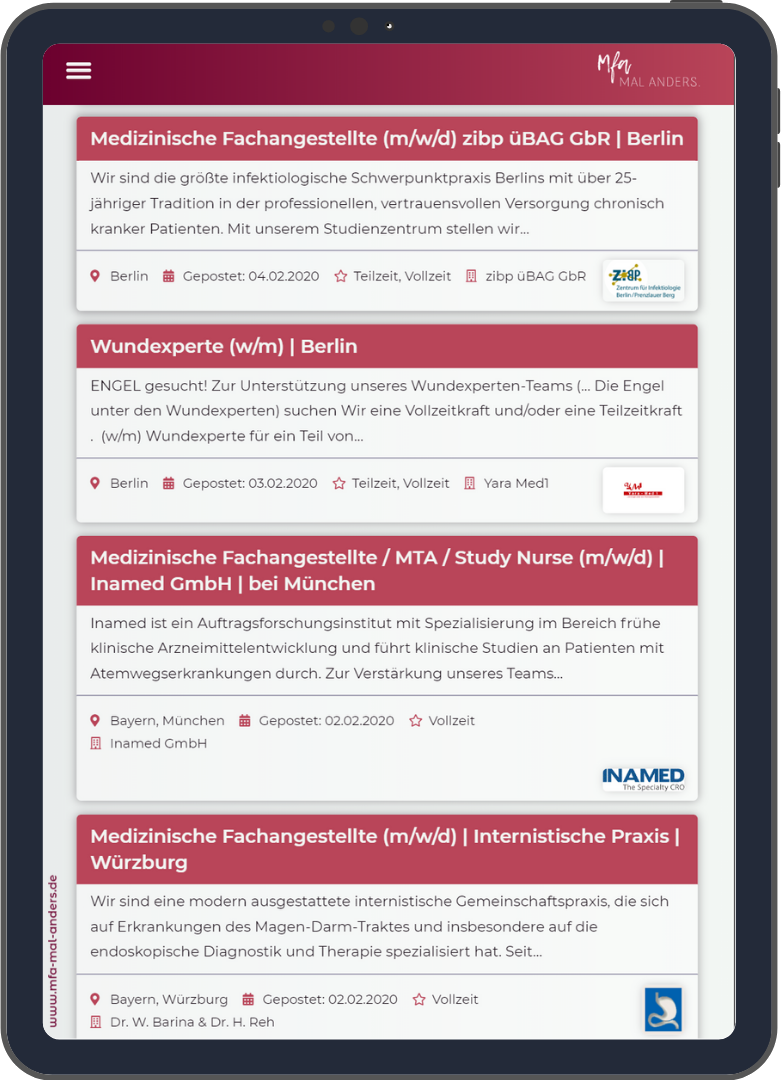 Mfa
MAL ANDERS.
Medizinische Fachangestellte (m/w/d) zibp üBAG GbR | Berlin
Wir sind die größte infektiologische Schwerpunktpraxis Berlins mit über 25-
jähriger Tradition in der professionellen, vertrauensvollen Versorgung chronisch
kranker Patienten. Mit unserem Studienzentrum stellen wir...
Berlin Gepostet: 04.02.2020 Teilzeit, Vollzeit zibp üBAG GbR
ZIBP
Zentrum für Infektiologie
Berlin/Prenzlauer Berg
Wundexperte (w/m) | Berlin
ENGEL gesucht! Zur Unterstützung unseres Wundexperten-Teams (... Die Engel
unter den Wundexperten) suchen Wir eine Vollzeitkraft und/oder eine Teilzeitkraft
. (w/m) Wundexperte für ein Teil von...
Berlin Gepostet: 03.02.2020 Teilzeit, Vollzeit Yara Med1
Medizinische Fachangestellte / MTA / Study Nurse (m/w/d) |
Inamed GmbH | bei München
Inamed ist ein Auftragsforschungsinstitut mit Spezialisierung im Bereich frühe
klinische Arzneimittelentwicklung und führt klinische Studien an Patienten mit
Atemwegserkrankungen durch. Zur Verstärkung unseres Teams...
Bayern, München Gepostet: 02.02.2020 Vollzeit
Inamed GmbH
INAMED
The Specialty CRO
Medizinische Fachangestellte (m/w/d) | Internistische Praxis |
Würzburg
Wir sind eine modern ausgestattete internistische Gemeinschaftspraxis, die sich
auf Erkrankungen des Magen-Darm-Traktes und insbesondere auf die
endoskopische Diagnostik und Therapie spezialisiert hat. Seit...
Bayern, Würzburg Gepostet: 02.02.2020 Vollzeit
Dr. W. Barina & Dr. H. Reh
www.mfa-mal-anders.de